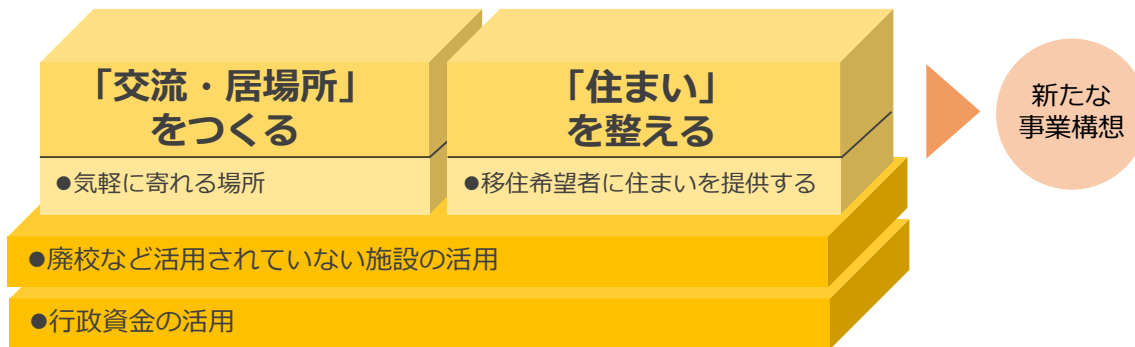 「交流・居場所」
をつくる
●気軽に寄れる場所
「住まい」
を整える
●移住希望者に住まいを提供する
●廃校など活用されていない施設の活用
●行政資金の活用
新たな
事業構想